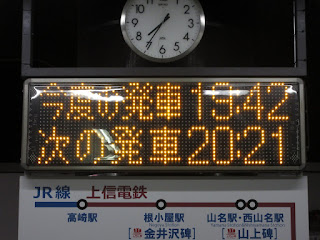 今度の発車 19:42
次の発車 20:21
JR線 上信電鉄
高崎駅 根小屋駅 山名駅・西山名駅
[金井沢碑] [山上碑]